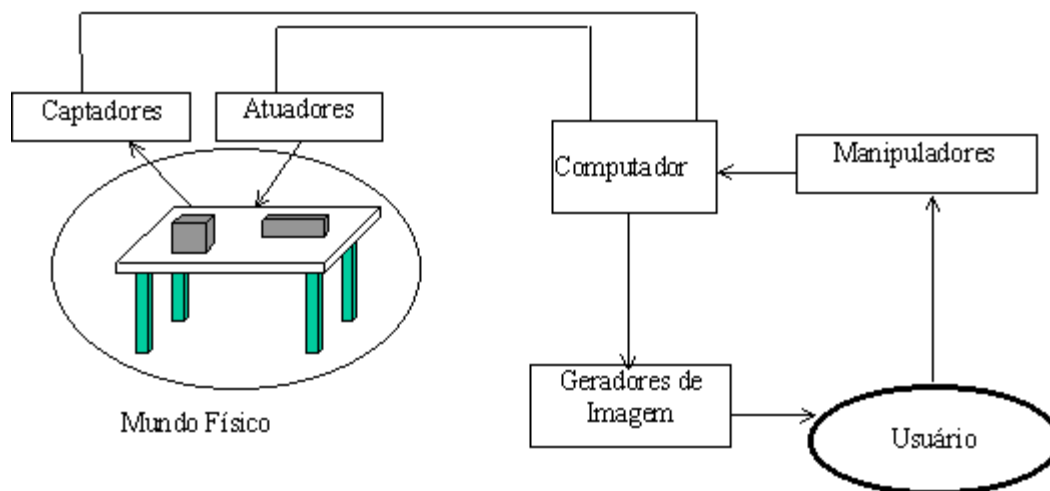 Captadores
Atuadores
Computador
Manipuladores
Geradores de
Imagem
Usuário
Mundo Físico